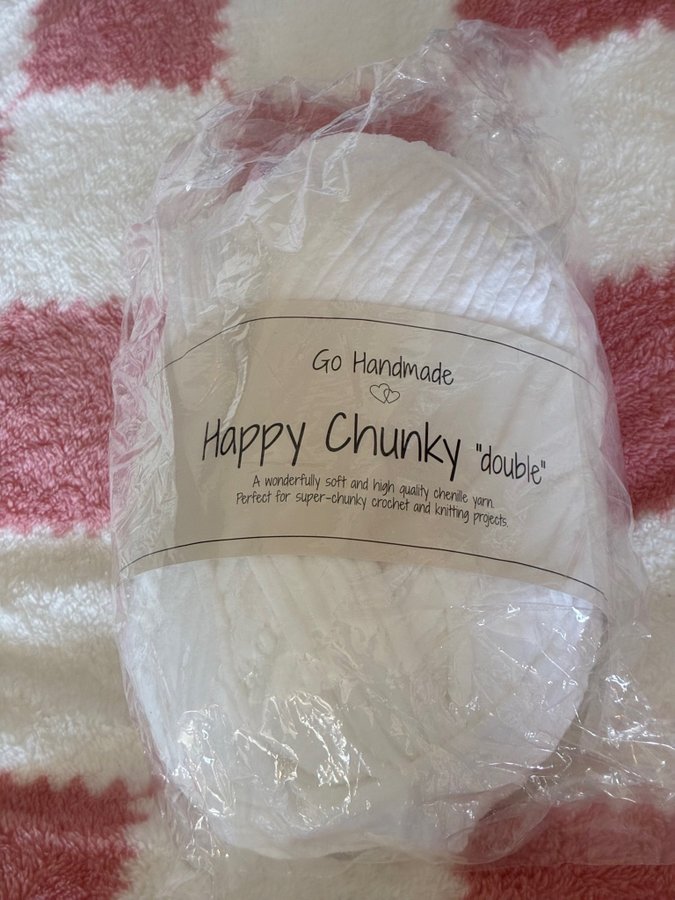 Go Handmade
Happy Chunky "double"
A wonderfully soft and high quality chenille yarn.
Perfect for super-chunky crochet and knitting projects.